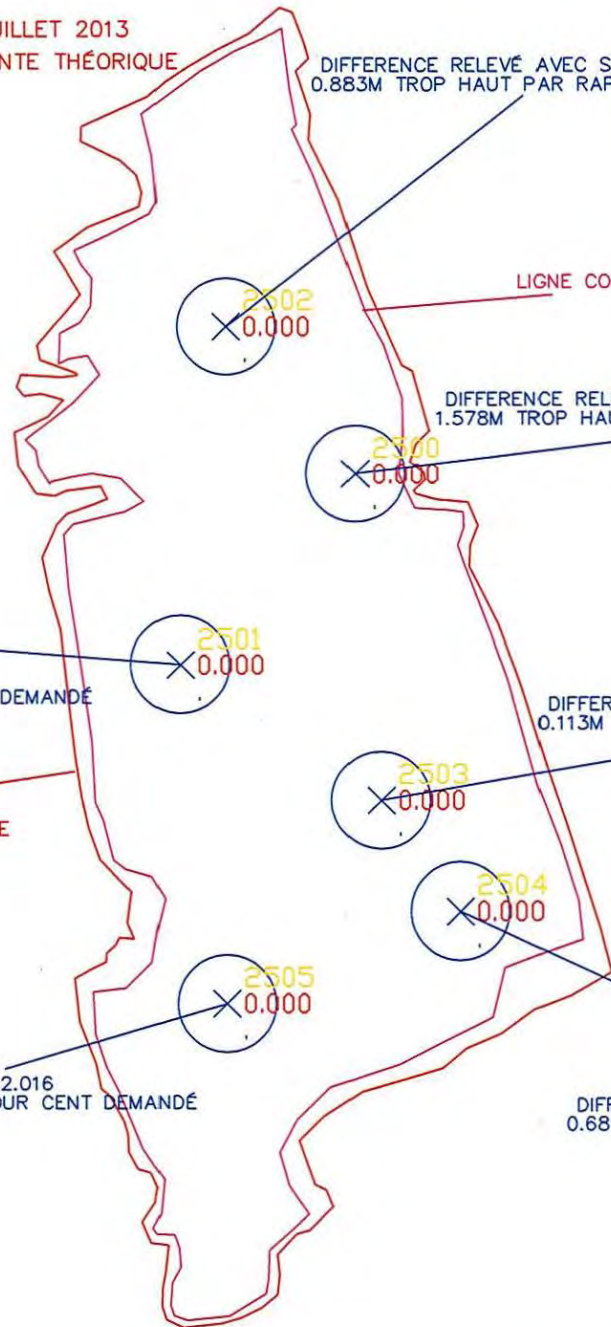 UILLET 2013
NTE THÉORIQUE
DIFFERENCE RELEVÉ AVEC S
0.883M TROP HAUT PAR RAP
2502
0.000
LIGNE CO
DIFFERENCE REL
1.578M TROP HAU
2500
0.000
2501
0.000
DEMANDÉ
DIFFER
0.113M
2503
0.000
E
2504
0.000
2505
0.000
2.016
OUR CENT DEMANDÉ
DIFF
0.68